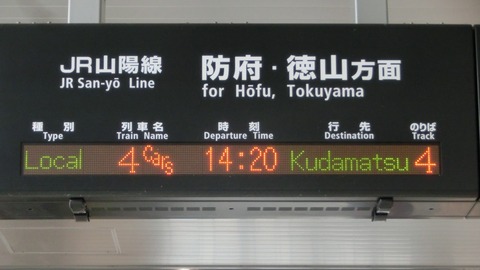 JR山陽線 防府・徳山方面
JR San-yō Line for Hōfu, Tokuyama
種別 列車名 時刻 行先 のりば
Type Train Name Departure Time Destination Track
Local 4 Cars 14:20 Kudamatsu 4